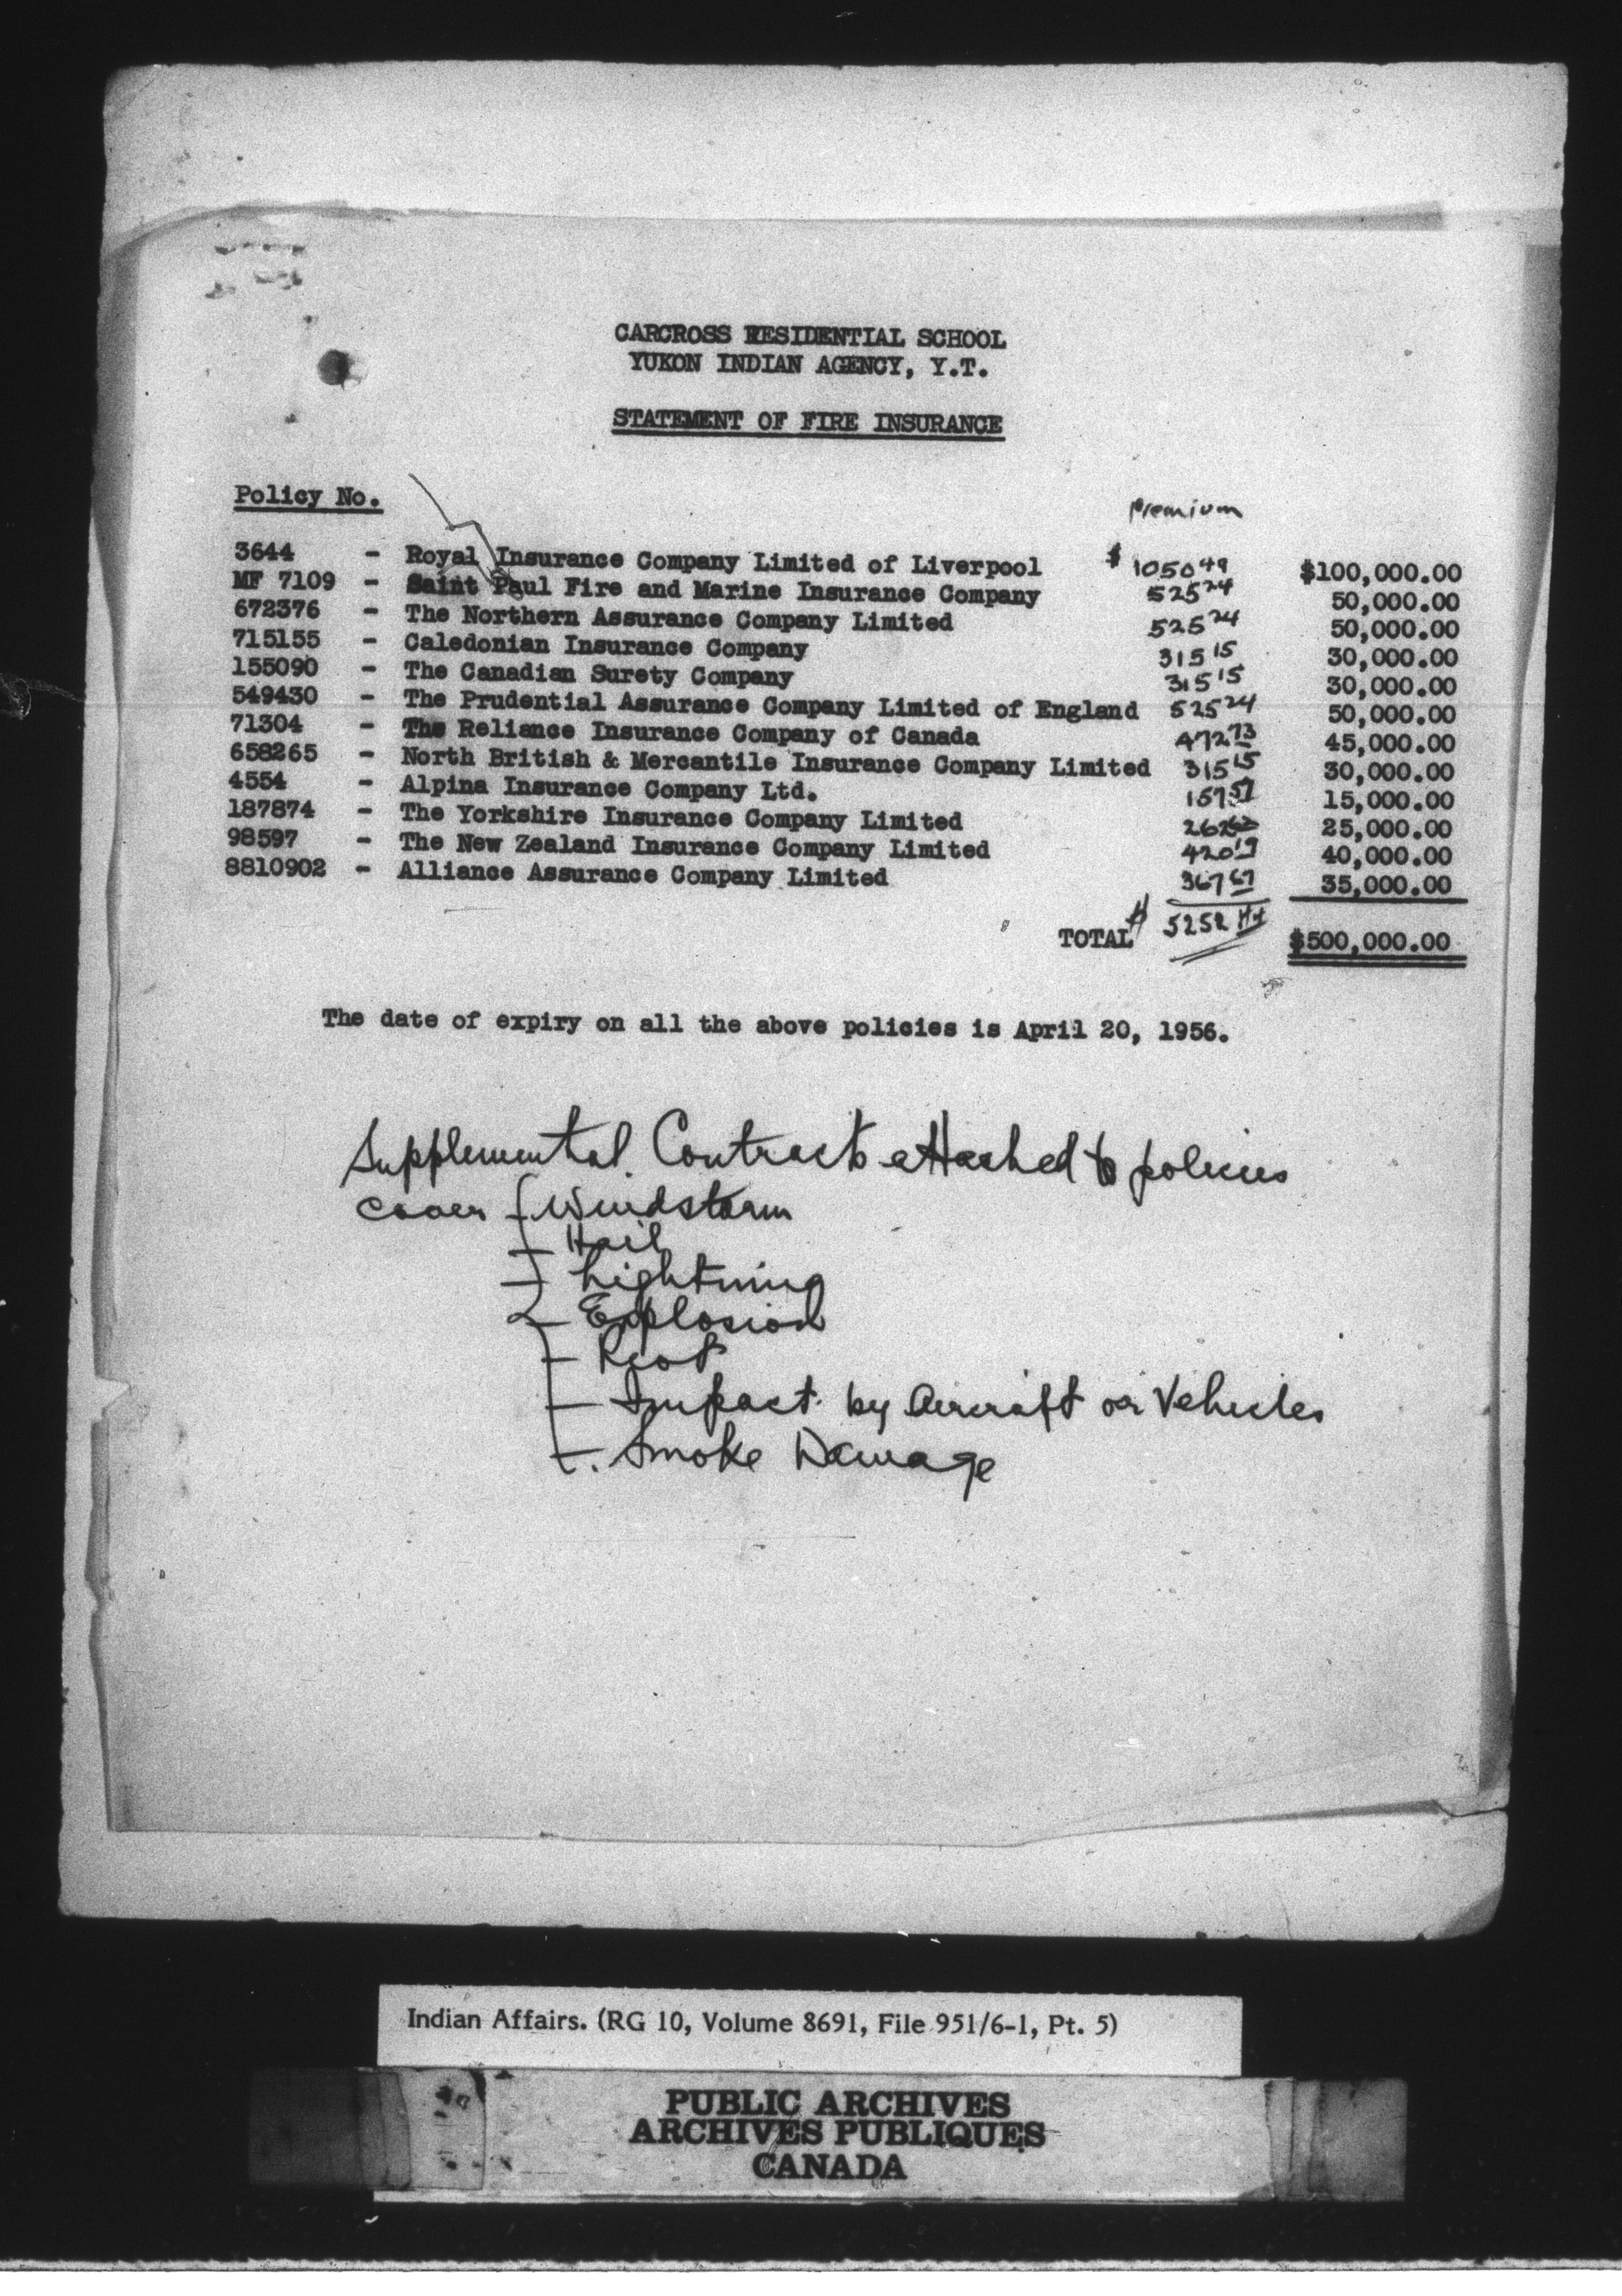 CARCROSS RESIDENTIAL SCHOOL
YUKON INDIAN AGENCY, Y.T.
STATEMENT OF FIRE INSURANCE
Policy No. Premium
3644 - Royal Insurance Company Limited of Liverpool $ 1050 49 $100,000.00
MF 7109 - Saint Paul Fire and Marine Insurance Company 525 24 50,000.00
672376 - The Northern Assurance Company Limited 525 24 50,000.00
715155 - Caledonian Insurance Company 315 15 30,000.00
155090 - The Canadian Surety Company 315 15 30,000.00
549430 - The Prudential Assurance Company Limited of England 525 24 50,000.00
71304 - The Reliance Insurance Company of Canada 472 73 45,000.00
658265 - North British & Mercantile Insurance Company Limited 315 15 30,000.00
4554 - Alpina Insurance Company Ltd. 157 57 15,000.00
187874 - The Yorkshire Insurance Company Limited 262 25,000.00
98597 - The New Zealand Insurance Company Limited 420 19 40,000.00
8810902 - Alliance Assurance Company Limited 367 67 35,000.00
TOTAL $ 5252 44 $500,000.00
The date of expiry on all the above policies is April 20, 1956.
Supplemental Contracts attached to policies
cover - Windstorm
- Hail
- Lightning
- Explosion
- Riot
- Impact by Aircraft or Vehicles
- Smoke Damage
Indian Affairs. (RG 10, Volume 8691, File 951/6-1, Pt. 5)
PUBLIC ARCHIVES
ARCHIVES PUBLIQUES
CANADA